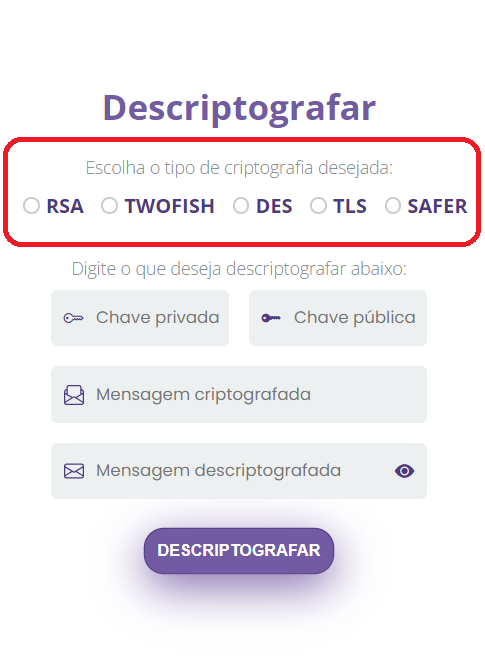 Descriptografar
Escolha o tipo de criptografia desejada:
RSA TWOFISH DES TLS SAFER
Digite o que deseja descriptografar abaixo:
Chave privada Chave pública
Mensagem criptografada
Mensagem descriptografada
DESCRIPTOGRAFAR